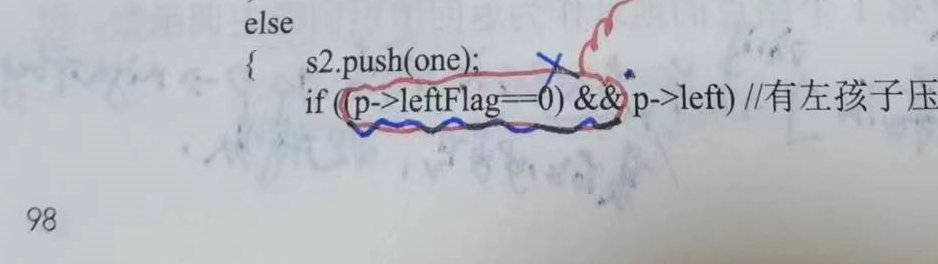 else
{ s2.push(one);
if ((p->leftFlag==0) && p->left) //有左孩子压
98